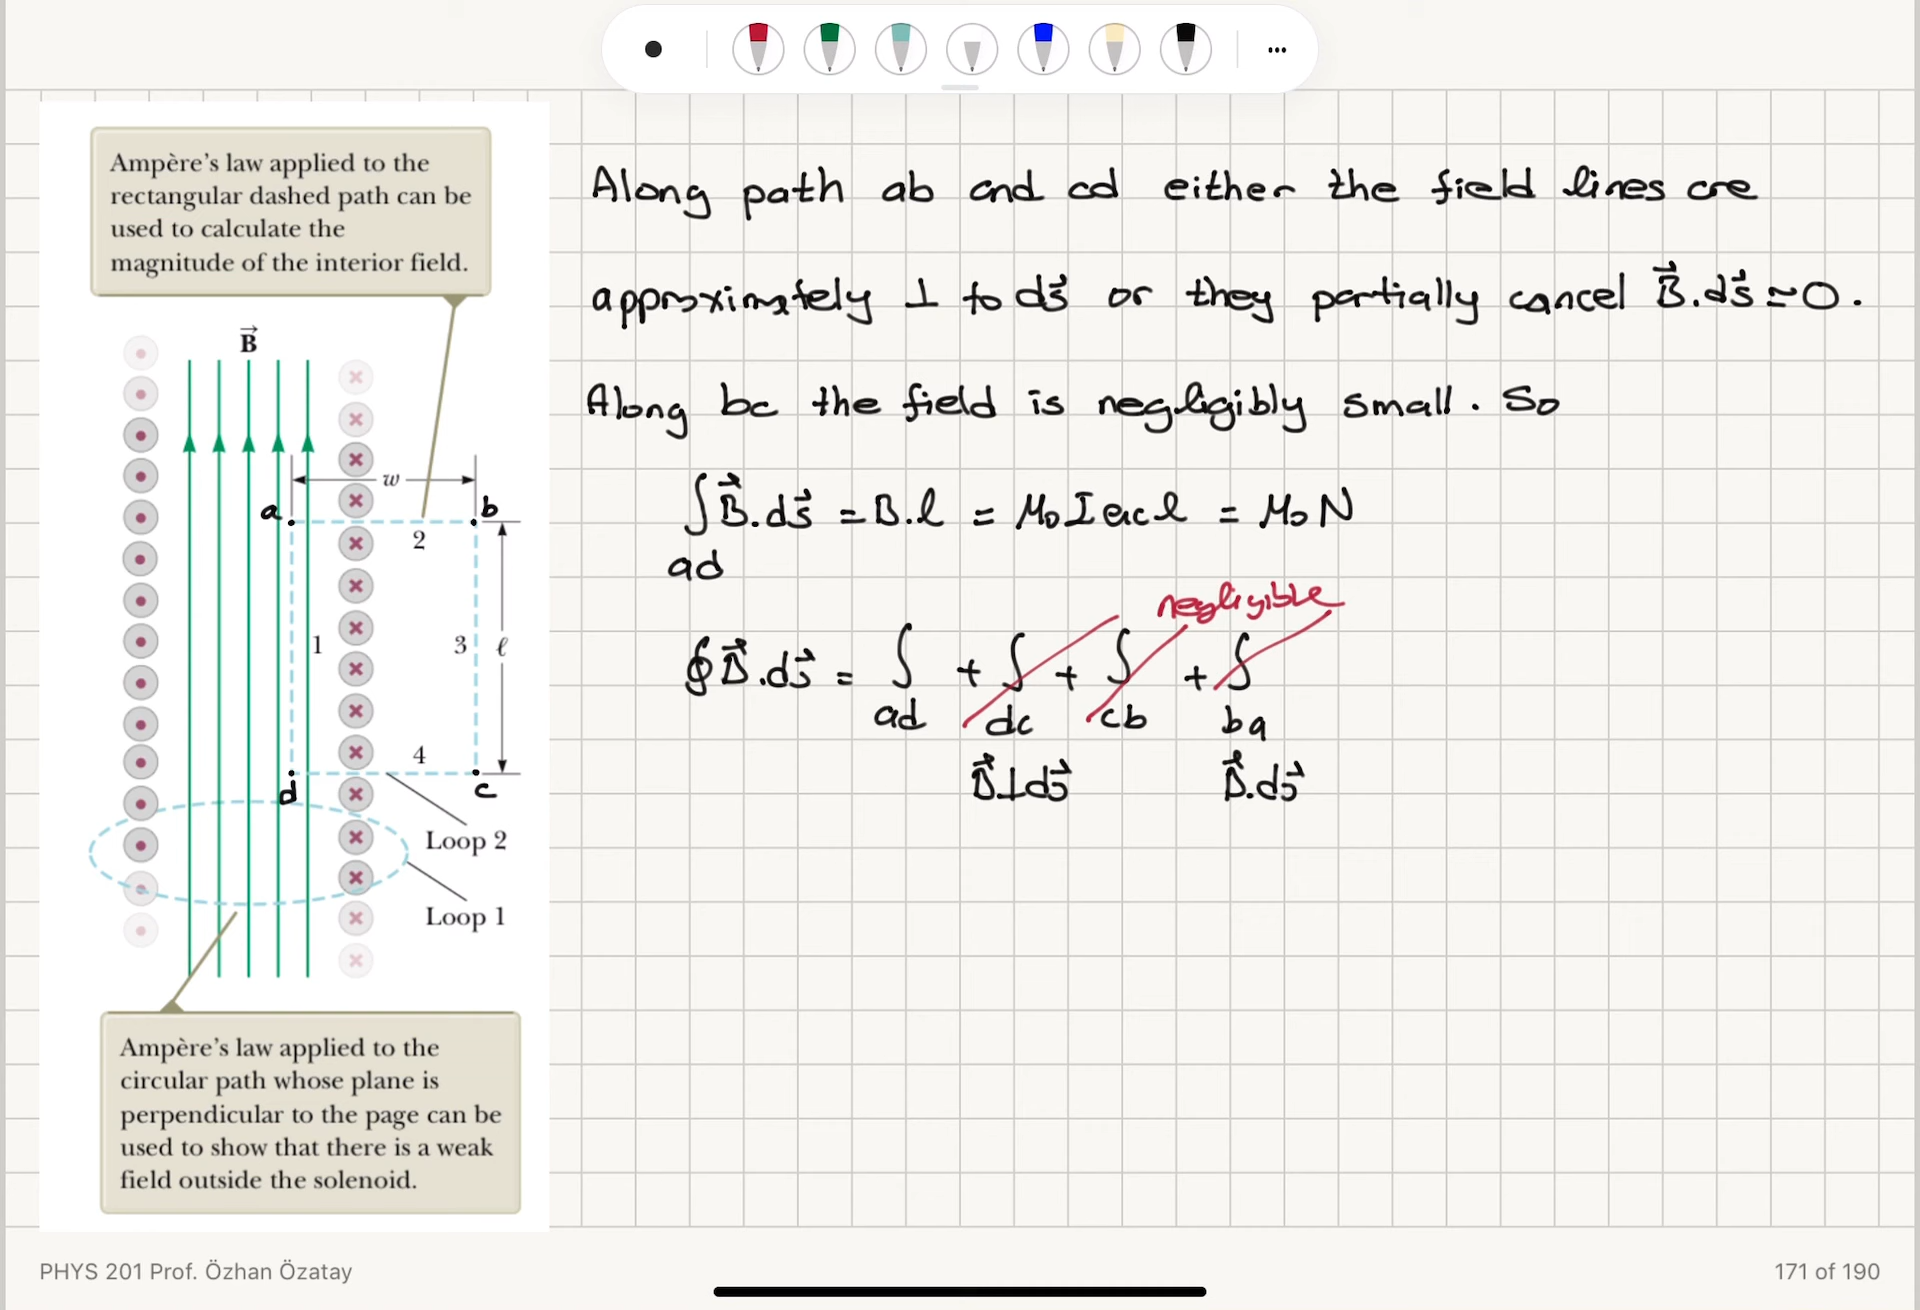 Ampère's law applied to the
rectangular dashed path can be
used to calculate the
magnitude of the interior field.
B⃗
w
a
b
2
1
3
ℓ
4
d
c
Loop 2
Loop 1
Ampère's law applied to the
circular path whose plane is
perpendicular to the page can be
used to show that there is a weak
field outside the solenoid.
Along path ab and cd either the field lines are
approximately ⊥ to ds⃗ or they partially cancel B⃗.ds⃗≃0.
Along bc the field is negligibly small. So
∫B⃗.ds⃗ = B.l = μ₀Iencl = μ₀N
ad
negligible
∮B⃗.ds⃗ = ∫ + ∫ + ∫ + ∫
ad dc cb ba
B⃗⊥ds⃗ B⃗.ds⃗
PHYS 201 Prof. Özhan Özatay
171 of 190